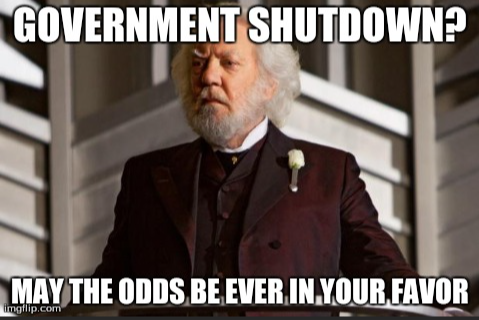 GOVERNMENT SHUTDOWN?
MAY THE ODDS BE EVER IN YOUR FAVOR
imgflip.com